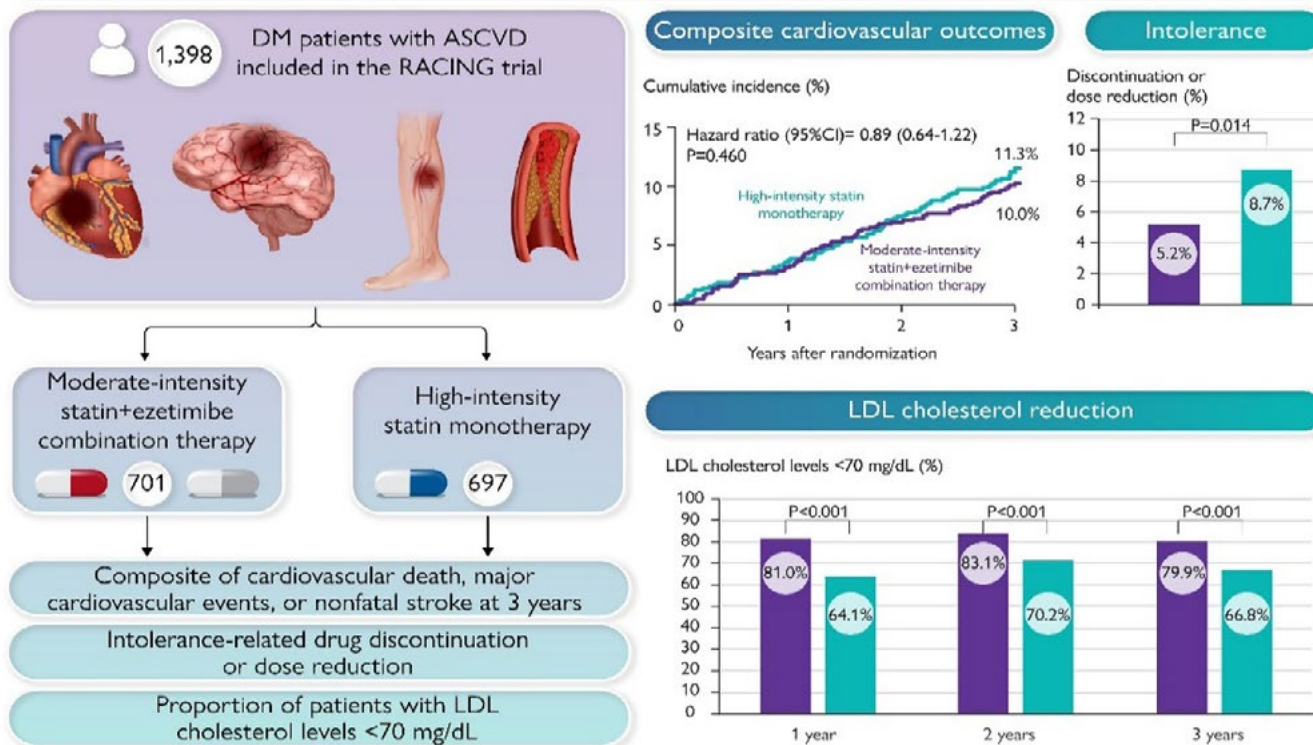 1,398
DM patients with ASCVD
included in the RACING trial
Moderate-intensity
statin+ezetimibe
combination therapy
701
High-intensity
statin monotherapy
697
Composite of cardiovascular death, major
cardiovascular events, or nonfatal stroke at 3 years
Intolerance-related drug discontinuation
or dose reduction
Proportion of patients with LDL
cholesterol levels <70 mg/dL
Composite cardiovascular outcomes
Cumulative incidence (%)
15
10
5
0
Hazard ratio (95%CI)= 0.89 (0.64-1.22)
P=0.460
11.3%
High-intensity statin
monotherapy
10.0%
Moderate-intensity
statin+ezetimibe
combination therapy
0 1 2 3
Years after randomization
Intolerance
Discontinuation or
dose reduction (%)
12
10
8
6
4
2
0
P=0.014
5.2%
8.7%
LDL cholesterol reduction
LDL cholesterol levels <70 mg/dL (%)
100
90
80
70
60
50
40
30
20
10
0
P<0.001 P<0.001 P<0.001
81.0% 64.1% 83.1% 70.2% 79.9% 66.8%
1 year 2 years 3 years